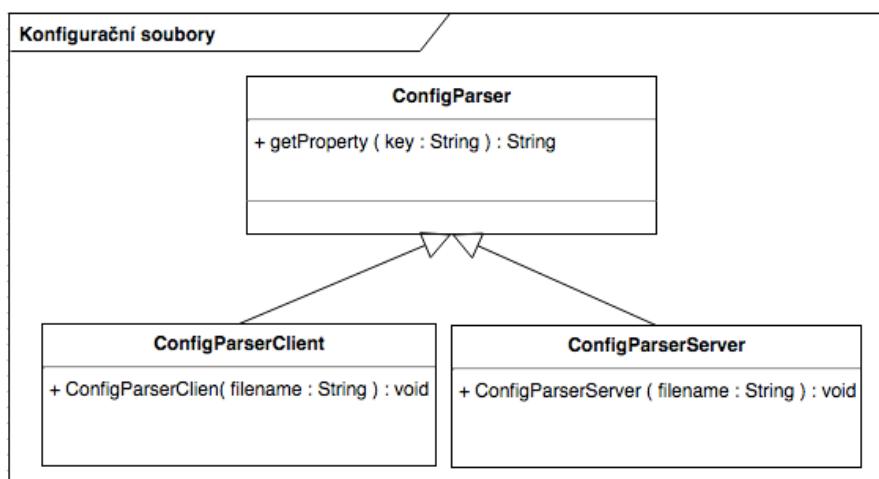 Konfigurační soubory
ConfigParser
+ getProperty ( key : String ) : String
ConfigParserClient
+ ConfigParserClien( filename : String ) : void
ConfigParserServer
+ ConfigParserServer ( filename : String ) : void